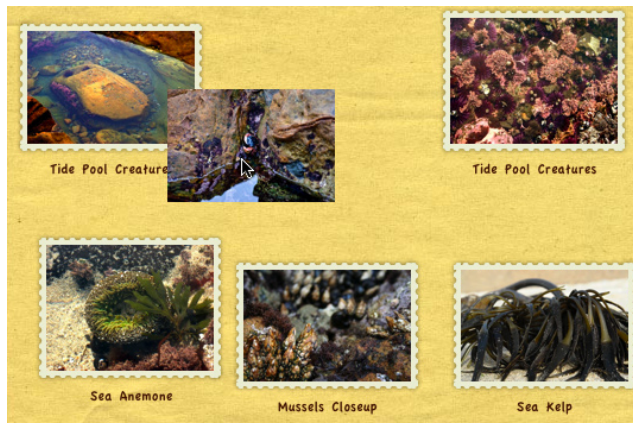 Tide Pool Creature
Tide Pool Creatures
Sea Anemone
Mussels Closeup
Sea Kelp